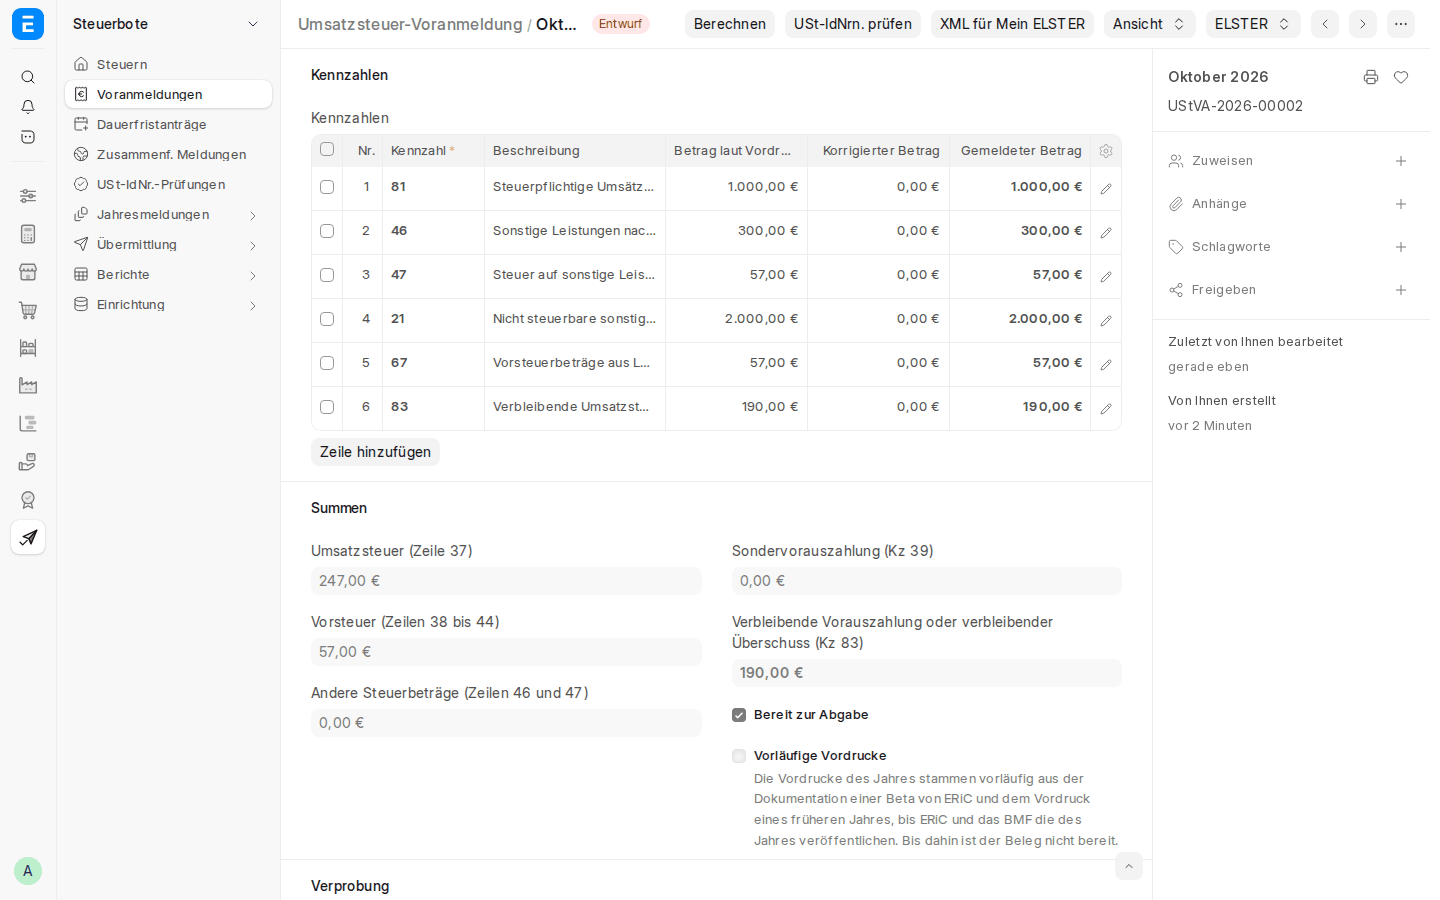 Steuerbote
Steuern
Voranmeldungen
Dauerfristanträge
Zusammenf. Meldungen
USt-IdNr.-Prüfungen
Jahresmeldungen
Übermittlung
Berichte
Einrichtung
A
Umsatzsteuer-Voranmeldung / Okt... Entwurf Berechnen USt-IdNrn. prüfen XML für Mein ELSTER Ansicht ELSTER
Kennzahlen
Kennzahlen
Nr. Kennzahl * Beschreibung Betrag laut Vordr... Korrigierter Betrag Gemeldeter Betrag
1 81 Steuerpflichtige Umsätz... 1.000,00 € 0,00 € 1.000,00 €
2 46 Sonstige Leistungen nac... 300,00 € 0,00 € 300,00 €
3 47 Steuer auf sonstige Leis... 57,00 € 0,00 € 57,00 €
4 21 Nicht steuerbare sonstig... 2.000,00 € 0,00 € 2.000,00 €
5 67 Vorsteuerbeträge aus L... 57,00 € 0,00 € 57,00 €
6 83 Verbleibende Umsatzst... 190,00 € 0,00 € 190,00 €
Zeile hinzufügen
Summen
Umsatzsteuer (Zeile 37)
247,00 €
Vorsteuer (Zeilen 38 bis 44)
57,00 €
Andere Steuerbeträge (Zeilen 46 und 47)
0,00 €
Sondervorauszahlung (Kz 39)
0,00 €
Verbleibende Vorauszahlung oder verbleibender
Überschuss (Kz 83)
190,00 €
Bereit zur Abgabe
Vorläufige Vordrucke
Die Vordrucke des Jahres stammen vorläufig aus der
Dokumentation einer Beta von ERiC und dem Vordruck
eines früheren Jahres, bis ERiC und das BMF die des
Jahres veröffentlichen. Bis dahin ist der Beleg nicht bereit.
Verprobung
Oktober 2026
UStVA-2026-00002
Zuweisen
Anhänge
Schlagworte
Freigeben
Zuletzt von Ihnen bearbeitet
gerade eben
Von Ihnen erstellt
vor 2 Minuten